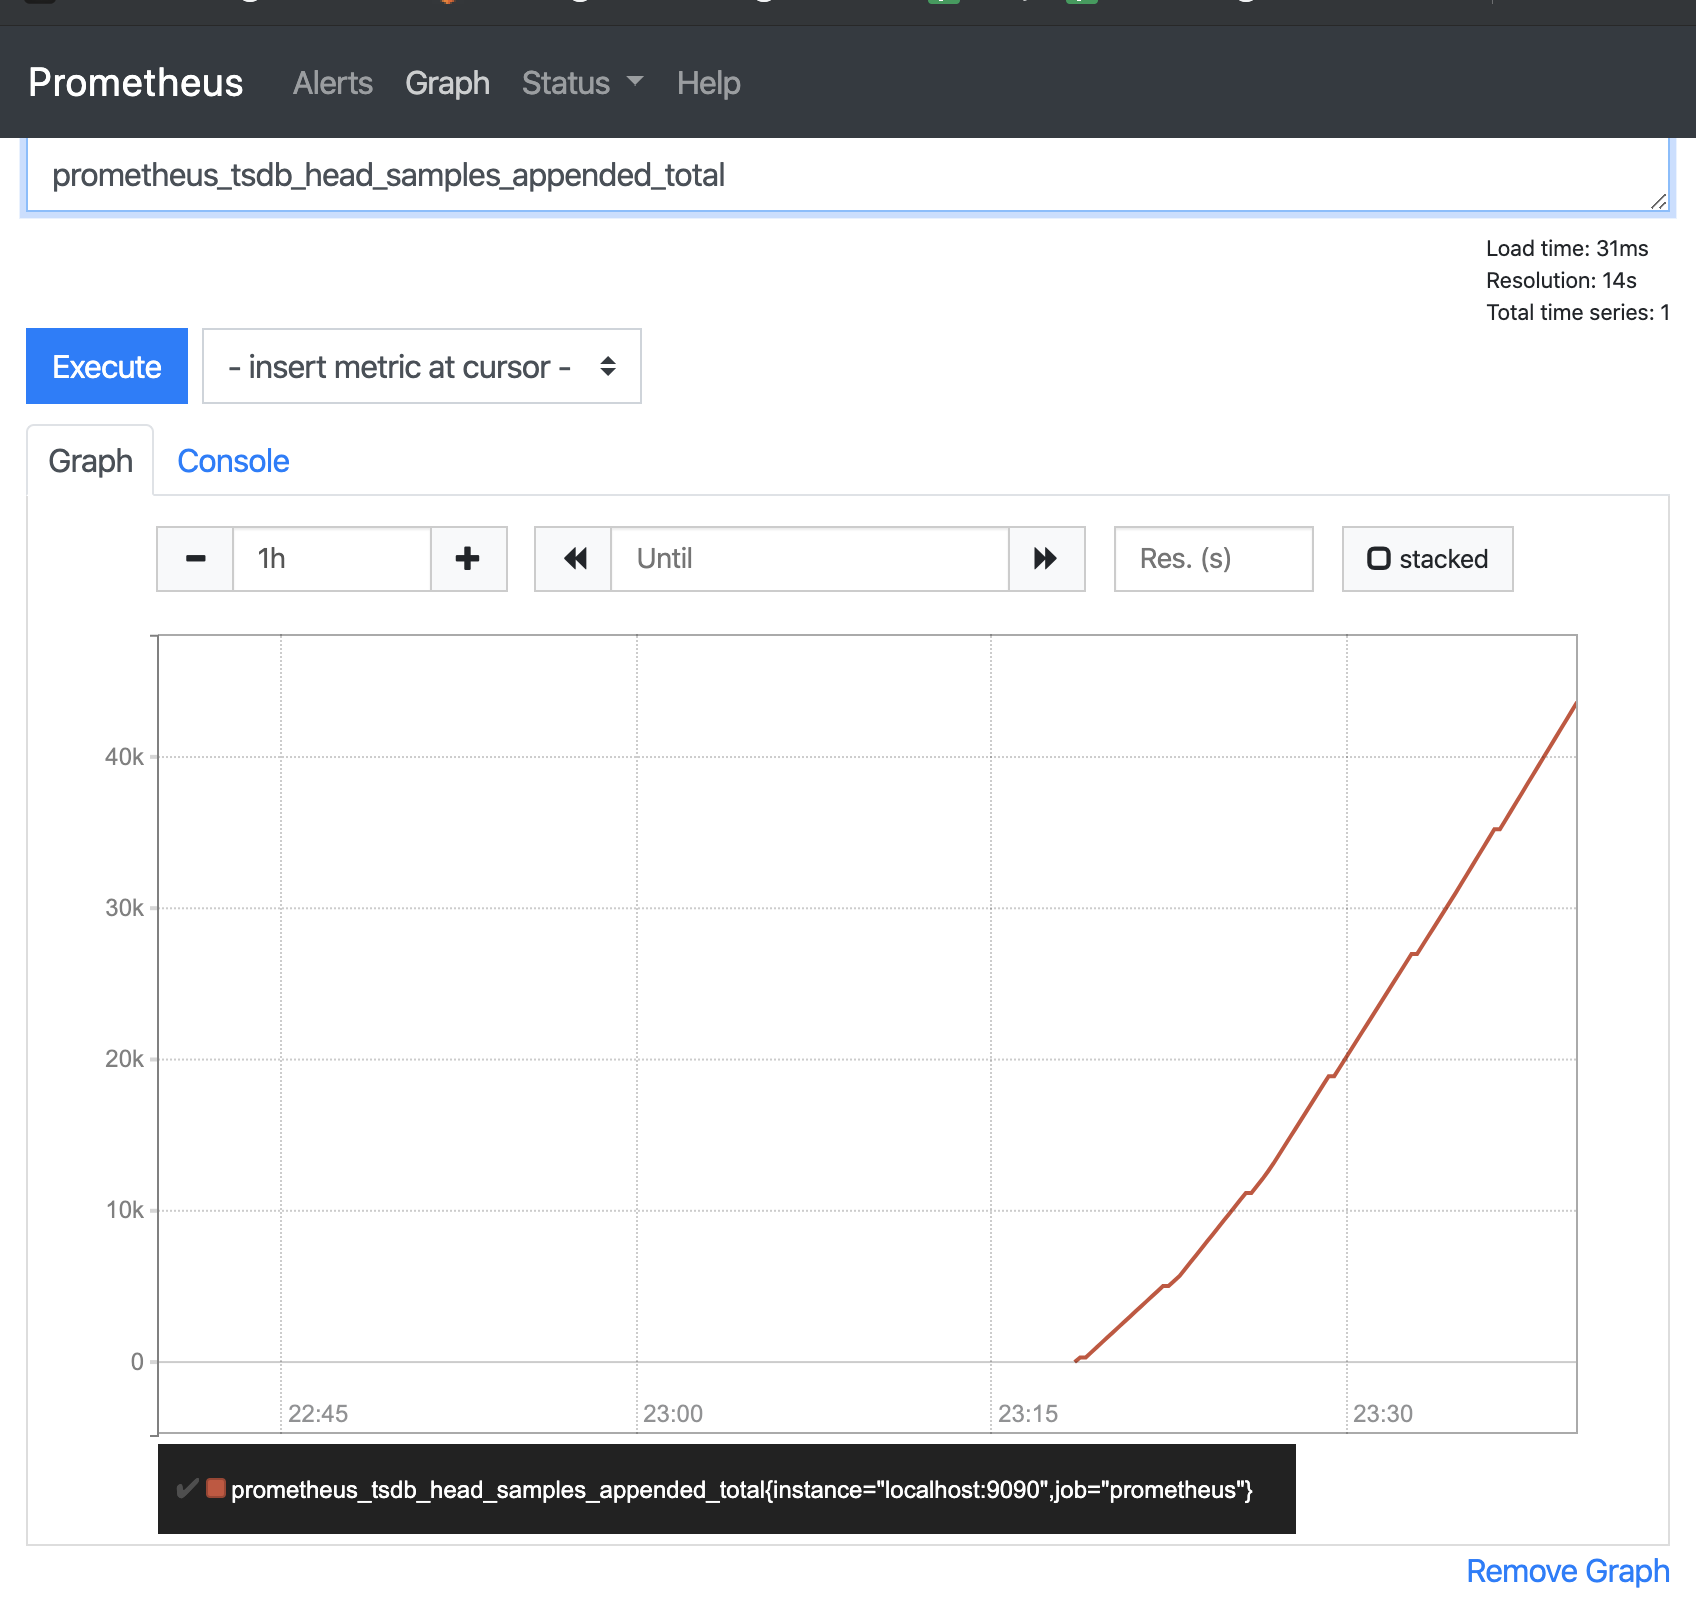 Prometheus Alerts Graph Status Help
prometheus_tsdb_head_samples_appended_total
Load time: 31ms
Resolution: 14s
Total time series: 1
Execute - insert metric at cursor -
Graph Console
1h Until Res. (s) stacked
40k
30k
20k
10k
0
22:45 23:00 23:15 23:30
prometheus_tsdb_head_samples_appended_total{instance="localhost:9090",job="prometheus"}
Remove Graph